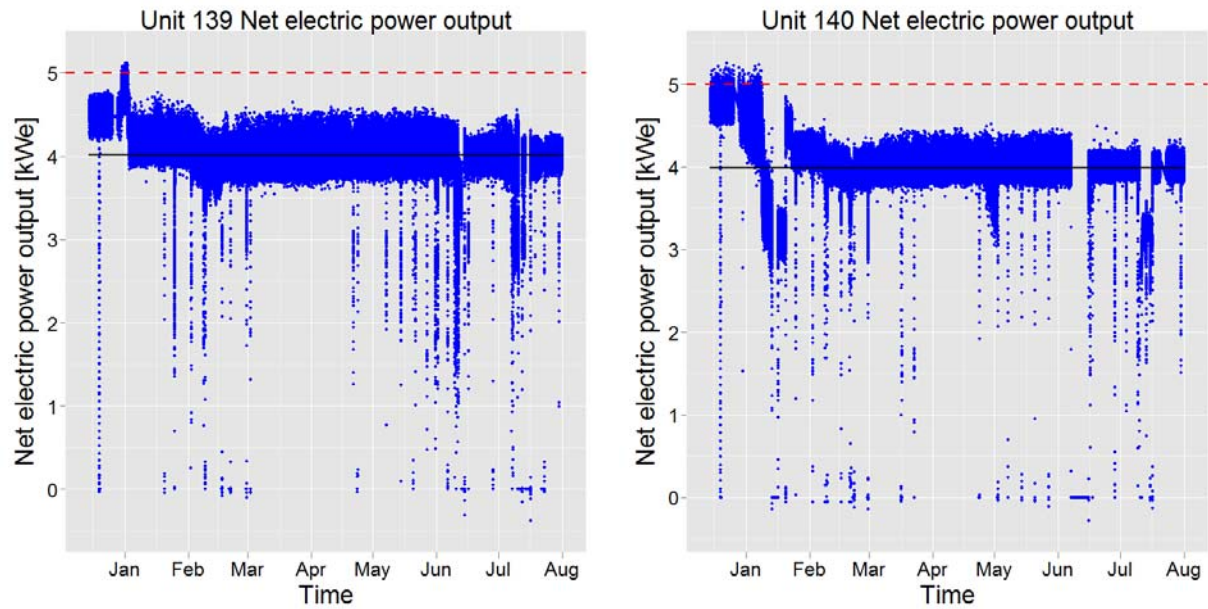 Unit 139 Net electric power output
Net electric power output [kWe]
5
4
3
2
1
0
Jan Feb Mar Apr May Jun Jul Aug
Time
Unit 140 Net electric power output
Net electric power output [kWe]
5
4
3
2
1
0
Jan Feb Mar Apr May Jun Jul Aug
Time